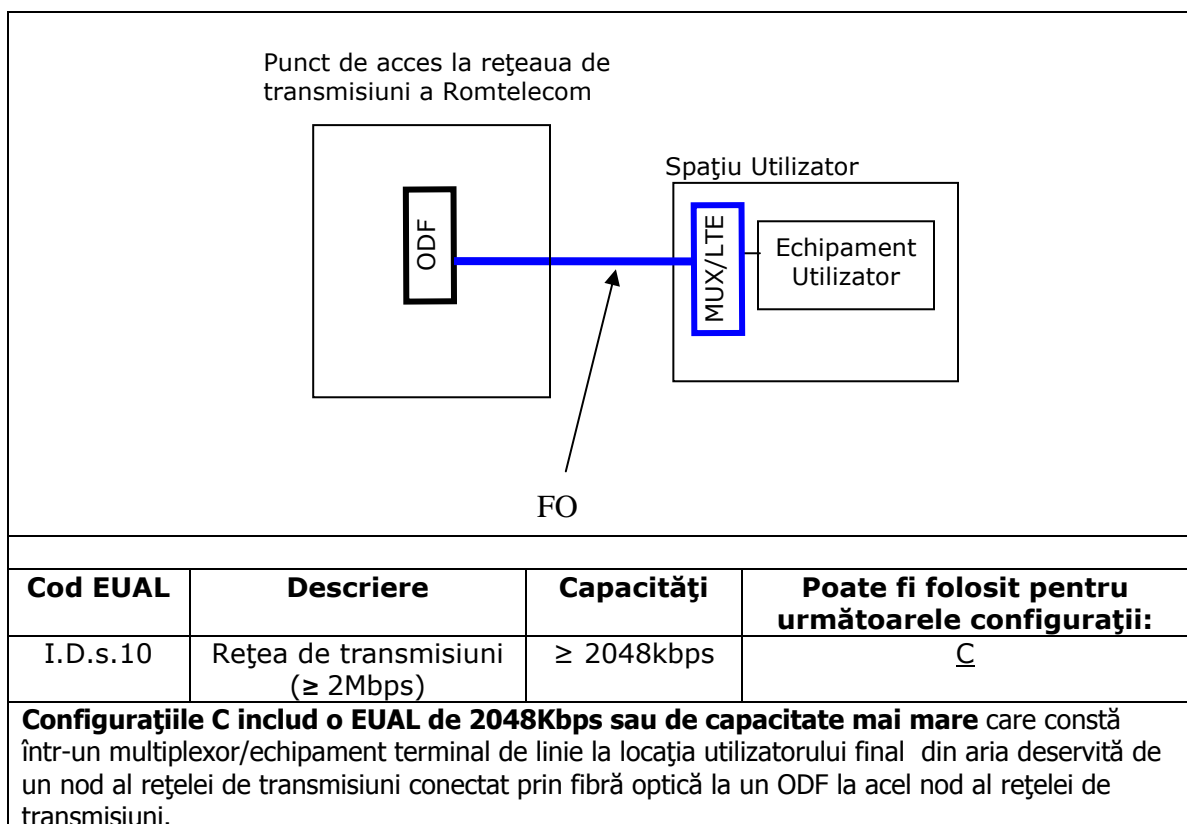 Punct de acces la reţeaua de
transmisiuni a Romtelecom
Spaţiu Utilizator
ODF
MUX/LTE
Echipament
Utilizator
FO
Cod EUAL Descriere Capacităţi Poate fi folosit pentru
următoarele configuraţii:
I.D.s.10 Reţea de transmisiuni ≥ 2048kbps C
(≥ 2Mbps)
Configuraţiile C includ o EUAL de 2048Kbps sau de capacitate mai mare care constă
într-un multiplexor/echipament terminal de linie la locaţia utilizatorului final din aria deservită de
un nod al reţelei de transmisiuni conectat prin fibră optică la un ODF la acel nod al reţelei de
transmisiuni.